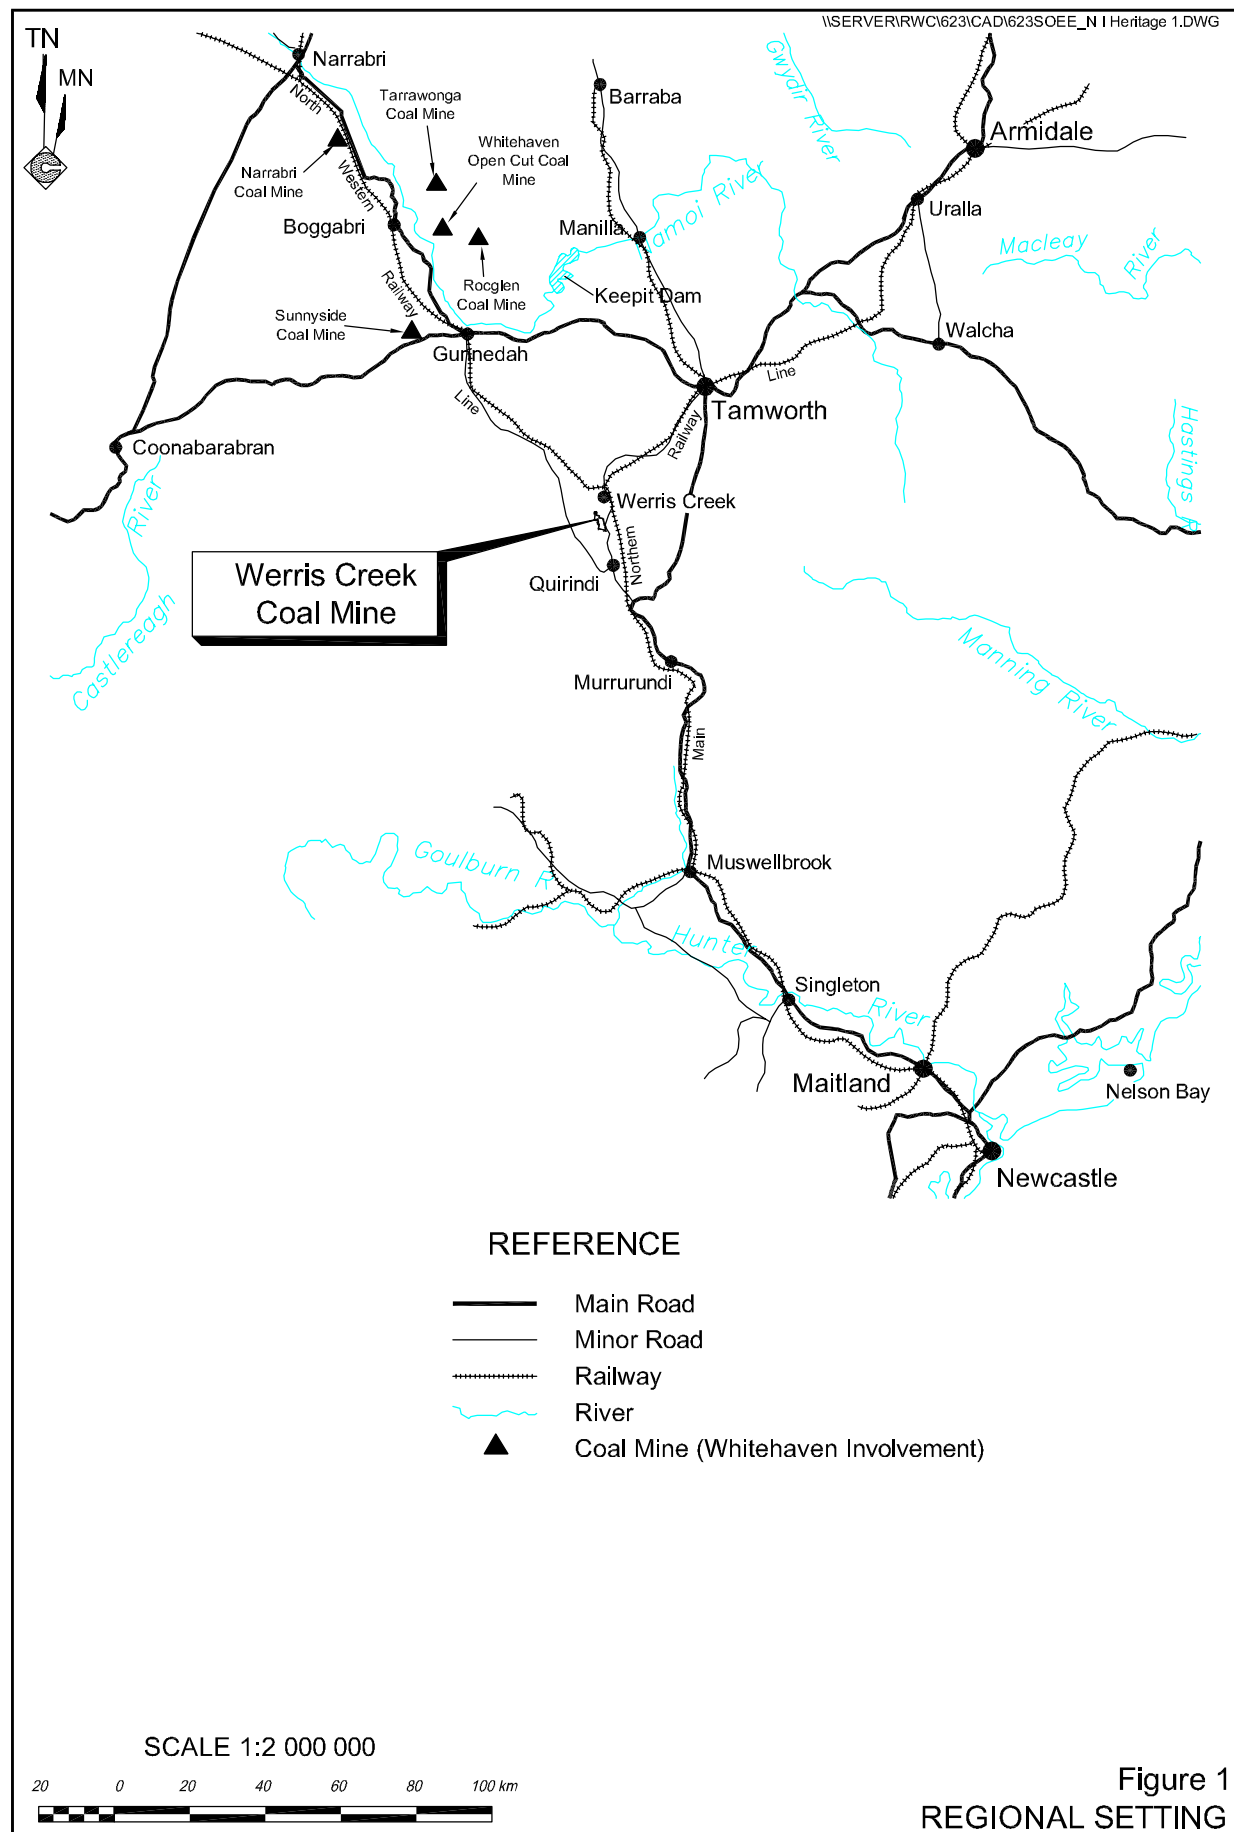 \\SERVER\RWC\623\CAD\623SOEE_N I Heritage 1.DWG
TN
MN
Narrabri
North
Western
Railway
Line
Tarrawonga
Coal Mine
Whitehaven
Open Cut Coal
Mine
Narrabri
Coal Mine
Boggabri
Rocglen
Coal Mine
Sunnyside
Coal Mine
Gunnedah
Barraba
Manilla
Namoi River
Keepit Dam
Gwydir River
Armidale
Uralla
Macleay
River
Walcha
Line
Tamworth
Railway
Hastings R
Coonabarabran
River
Castlereagh
Werris Creek
Werris Creek
Coal Mine
Northern
Quirindi
Murrurundi
Main
Manning River
Goulburn R
Muswellbrook
Hunter
River
Singleton
Maitland
Nelson Bay
Newcastle
REFERENCE
Main Road
Minor Road
Railway
River
Coal Mine (Whitehaven Involvement)
SCALE 1:2 000 000
20 0 20 40 60 80 100 km
Figure 1
REGIONAL SETTING